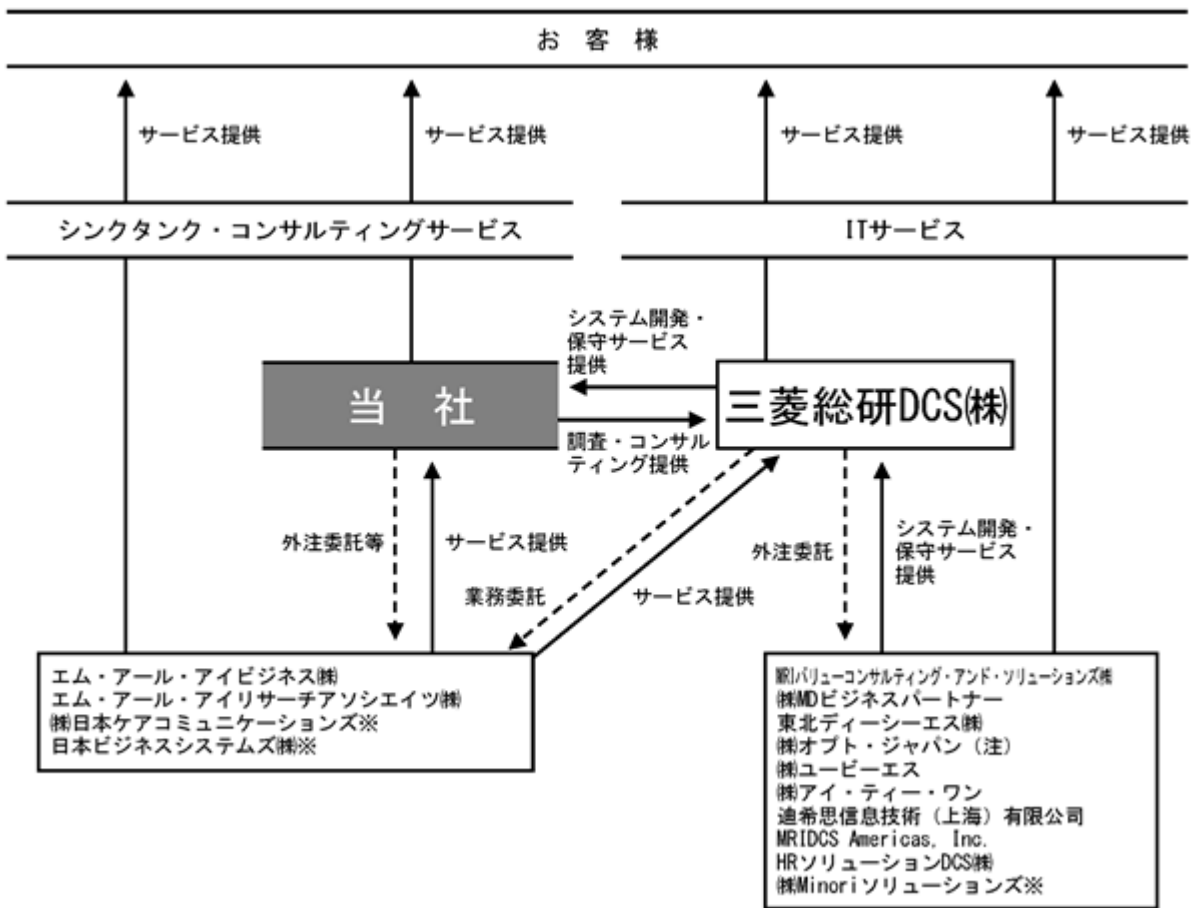 お 客 様
サービス提供
サービス提供
サービス提供
サービス提供
シンクタンク・コンサルティングサービス
ITサービス
システム開発・
保守サービス
提供
当 社
三菱総研DCS㈱
調査・コンサル
ティング提供
外注委託等
サービス提供
業務委託
サービス提供
外注委託
システム開発・
保守サービス
提供
エム・アール・アイビジネス㈱
エム・アール・アイリサーチアソシエイツ㈱
㈱日本ケアコミュニケーションズ※
日本ビジネスシステムズ㈱※
MRIバリューコンサルティング・アンド・ソリューションズ㈱
㈱MDビジネスパートナー
東北ディーシーエス㈱
㈱オプト・ジャパン（注）
㈱ユービーエス
㈱アイ・ティー・ワン
迪希思信息技術（上海）有限公司
MRIDCS Americas, Inc.
HRソリューションDCS㈱
㈱Minoriソリューションズ※